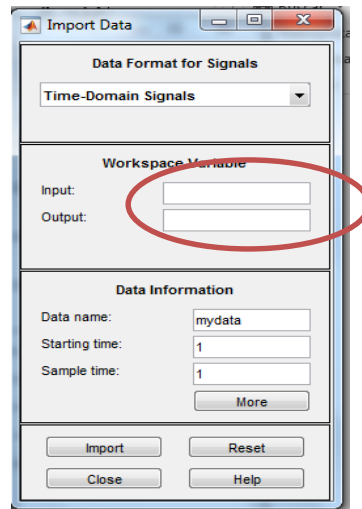 Import Data
Data Format for Signals
Time-Domain Signals
Workspace Variable
Input:
Output:
Data Information
Data name: mydata
Starting time: 1
Sample time: 1
More
Import Reset
Close Help